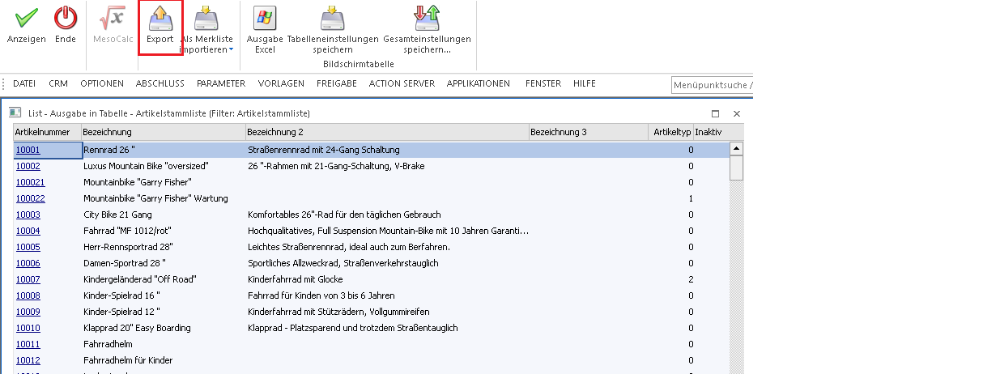 Anzeigen Ende MesoCalc Export Als Merkliste importieren Ausgabe Excel Tabelleneinstellungen speichern Gesamteinstellungen speichern...
Bildschirmtabelle
DATEI CRM OPTIONEN ABSCHLUSS PARAMETER VORLAGEN FREIGABE ACTION SERVER APPLIKATIONEN FENSTER HILFE Menüpunktsuche /
List - Ausgabe in Tabelle - Artikelstammliste (Filter: Artikelstammliste)
Artikelnummer Bezeichnung Bezeichnung 2 Bezeichnung 3 Artikeltyp Inaktiv
10001 Rennrad 26 " Straßenrennrad mit 24-Gang Schaltung 0
10002 Luxus Mountain Bike "oversized" 26 "-Rahmen mit 21-Gang-Schaltung, V-Brake 0
100021 Mountainbike "Garry Fisher" 0
100022 Mountainbike "Garry Fisher" Wartung 1
10003 City Bike 21 Gang Komfortables 26"-Rad für den täglichen Gebrauch 0
10004 Fahrrad "MF 1012/rot" Hochqualitatives, Full Suspension Mountain-Bike mit 10 Jahren Garanti... 0
10005 Herr-Rennsportrad 28" Leichtes Straßenrennrad, ideal auch zum Berfahren. 0
10006 Damen-Sportrad 28 " Sportliches Allzweckrad, Straßenverkehrstauglich 0
10007 Kindergeländerad "Off Road" Kinderfahrrad mit Glocke 2
10008 Kinder-Spielrad 16 " Fahrrad für Kinden von 3 bis 6 Jahren 0
10009 Kinder-Spielrad 12 " Kinderfahrrad mit Stützrädern, Vollgummireifen 0
10010 Klapprad 20" Easy Boarding Klapprad - Platzsparend und trotzdem Straßentauglich 0
10011 Fahrradhelm 0
10012 Fahrradhelm für Kinder 0